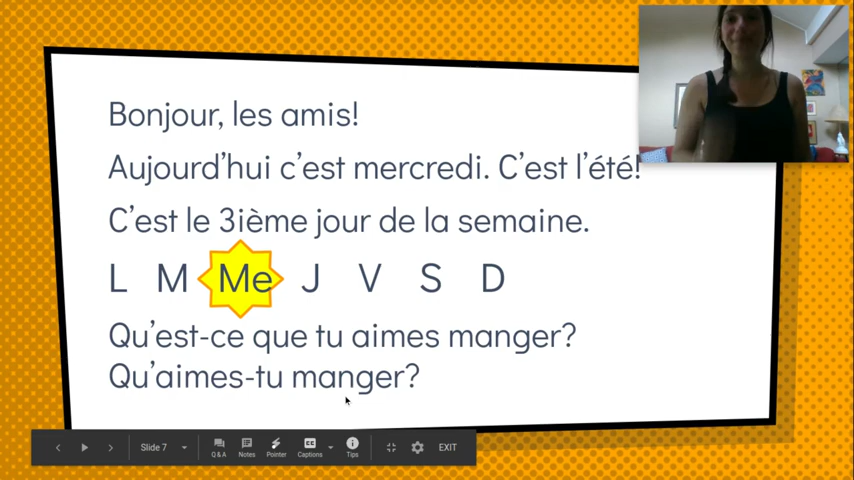 Bonjour, les amis!
Aujourd'hui c'est mercredi. C'est l'été!
C'est le 3ième jour de la semaine.
L M Me J V S D
Qu'est-ce que tu aimes manger?
Qu'aimes-tu manger?
Slide 7 Q & A Notes Pointer CC Captions Tips EXIT